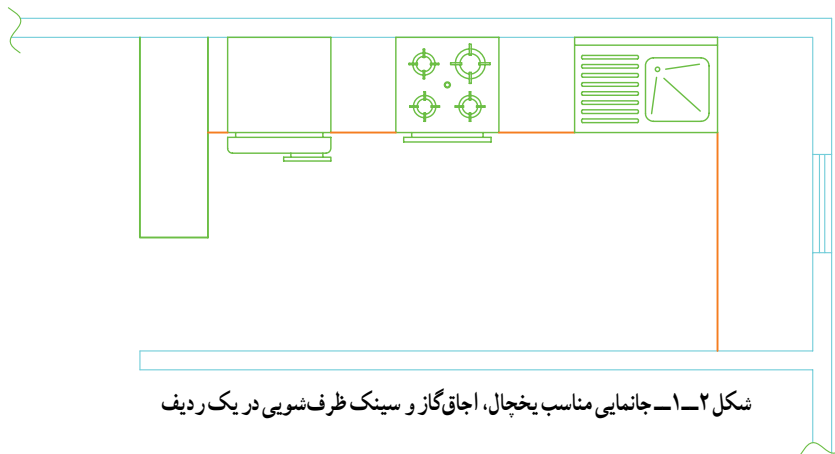 شکل ۲ــ۱ــ جانمایی مناسب یخچال، اجاق‌گاز و سینک ظرف‌شویی در یک ردیف